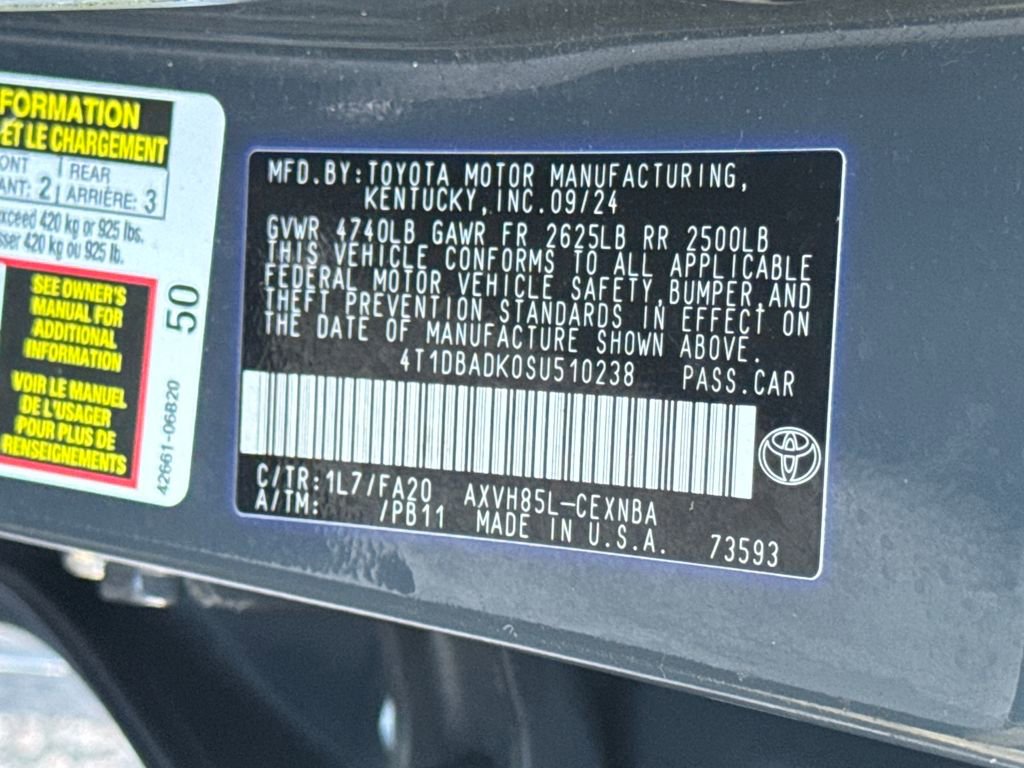 FORMATION
ET LE CHARGEMENT
ONT REAR
ANT: 2 ARRIÈRE: 3
xceed 420 kg or 925 lbs.
sser 420 kg ou 925 lb.
SEE OWNER'S
MANUAL FOR
ADDITIONAL
INFORMATION
VOIR LE MANUEL
DE L'USAGER
POUR PLUS DE
RENSEIGNEMENTS
50
42661-06B20
MFD.BY:TOYOTA MOTOR MANUFACTURING,
KENTUCKY,INC.09/24
GVWR 4740LB GAWR FR 2625LB RR 2500LB
THIS VEHICLE CONFORMS TO ALL APPLICABLE
FEDERAL MOTOR VEHICLE SAFETY,BUMPER,AND
THEFT PREVENTION STANDARDS IN EFFECT ON
THE DATE OF MANUFACTURE SHOWN ABOVE.
4T1DBADK0SU510238 PASS.CAR
C/TR:1L7/FA20 AXVH85L-CEXNBA
A/TM: /PB11 MADE IN U.S.A. 73593